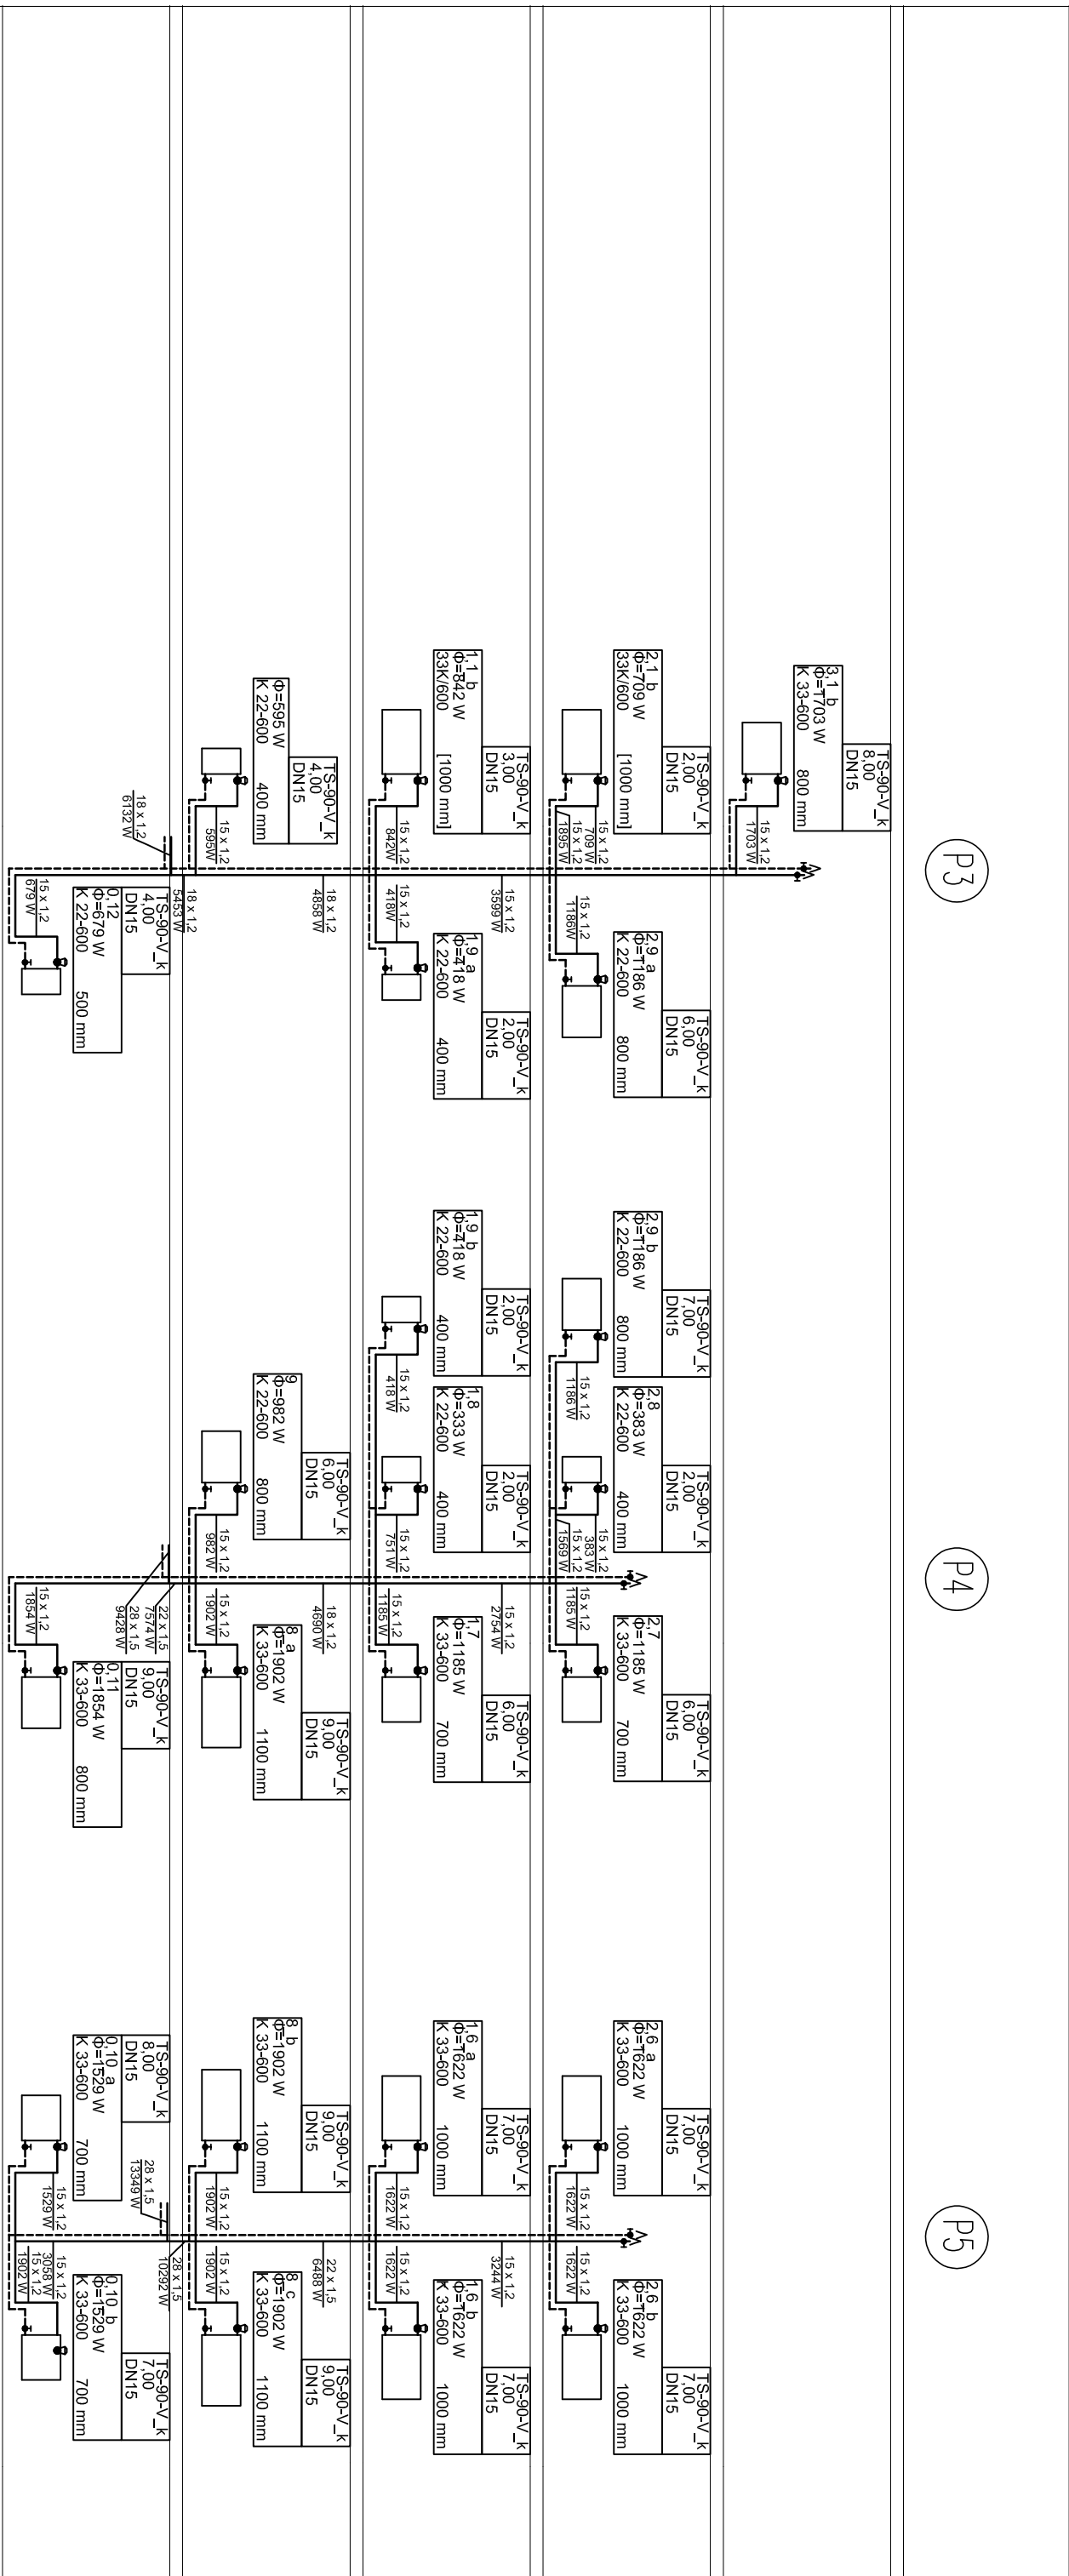 P3
P4
P5
TS-90-V_k
8,00
DN15
3,1_b
Φ=1703 W
K 33-600 800 mm
15 x 1,2
1703 W
TS-90-V_k
2,00
DN15
2,1_b
Φ=709 W
33K/600 [1000 mm]
15 x 1,2
709 W
15 x 1,2
1895 W
TS-90-V_k
6,00
DN15
2,9_a
Φ=1186 W
K 22-600 800 mm
15 x 1,2
1186W
TS-90-V_k
7,00
DN15
2,9_b
Φ=1186 W
K 22-600 800 mm
15 x 1,2
1186 W
TS-90-V_k
2,00
DN15
2,8
Φ=383 W
K 22-600 400 mm
15 x 1,2
383 W
15 x 1,2
1569 W
TS-90-V_k
6,00
DN15
2,7
Φ=1185 W
K 33-600 700 mm
15 x 1,2
1185 W
TS-90-V_k
7,00
DN15
2,6_a
Φ=1622 W
K 33-600 1000 mm
15 x 1,2
1622 W
TS-90-V_k
7,00
DN15
2,6_b
Φ=1622 W
K 33-600 1000 mm
15 x 1,2
1622 W
15 x 1,2
3599 W
15 x 1,2
2754 W
15 x 1,2
3244 W
TS-90-V_k
3,00
DN15
1,1_b
Φ=842 W
33K/600 [1000 mm]
15 x 1,2
842W
TS-90-V_k
2,00
DN15
1,9_a
Φ=418 W
K 22-600 400 mm
15 x 1,2
418W
TS-90-V_k
2,00
DN15
1,9_b
Φ=418 W
K 22-600 400 mm
15 x 1,2
418 W
TS-90-V_k
2,00
DN15
1,8
Φ=333 W
K 22-600 400 mm
15 x 1,2
751 W
TS-90-V_k
6,00
DN15
1,7
Φ=1185 W
K 33-600 700 mm
15 x 1,2
1185 W
TS-90-V_k
7,00
DN15
1,6_a
Φ=1622 W
K 33-600 1000 mm
15 x 1,2
1622 W
TS-90-V_k
7,00
DN15
1,6_b
Φ=1622 W
K 33-600 1000 mm
15 x 1,2
1622 W
18 x 1,2
4858 W
18 x 1,2
4690 W
22 x 1,5
6488 W
TS-90-V_k
4,00
DN15
Φ=595 W
K 22-600 400 mm
15 x 1,2
595W
TS-90-V_k
6,00
DN15
9
Φ=982 W
K 22-600 800 mm
15 x 1,2
982 W
TS-90-V_k
9,00
DN15
8_a
Φ=1902 W
K 33-600 1100 mm
15 x 1,2
1902 W
TS-90-V_k
9,00
DN15
8_b
Φ=1902 W
K 33-600 1100 mm
15 x 1,2
1902 W
TS-90-V_k
9,00
DN15
8_c
Φ=1902 W
K 33-600 1100 mm
15 x 1,2
1902 W
18 x 1,2
5453 W
18 x 1,2
6132 W
22 x 1,5
7574 W
28 x 1,5
9428 W
28 x 1,5
10292 W
28 x 1,5
13349 W
TS-90-V_k
4,00
DN15
0,12
Φ=679 W
K 22-600 500 mm
15 x 1,2
679 W
TS-90-V_k
9,00
DN15
0,11
Φ=1854 W
K 33-600 800 mm
15 x 1,2
1854 W
TS-90-V_k
8,00
DN15
0,10_a
Φ=1529 W
K 33-600 700 mm
15 x 1,2
1529 W
TS-90-V_k
7,00
DN15
0,10_b
Φ=1529 W
K 33-600 700 mm
15 x 1,2
3058 W
15 x 1,2
1902 W